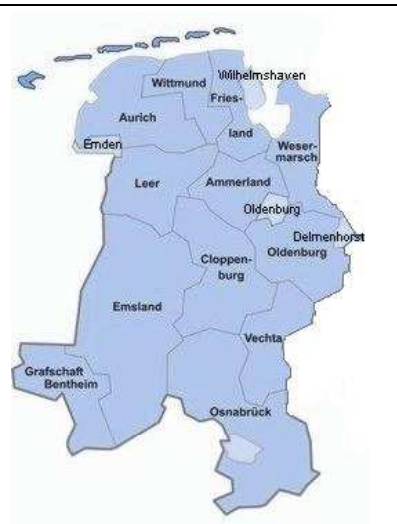 Wilhelmshaven
Wittmund
Fries-
land
Aurich
Emden
Weser-
marsch
Leer
Ammerland
Oldenburg
Delmenhorst
Oldenburg
Cloppen-
burg
Emsland
Vechta
Grafschaft
Bentheim
Osnabrück